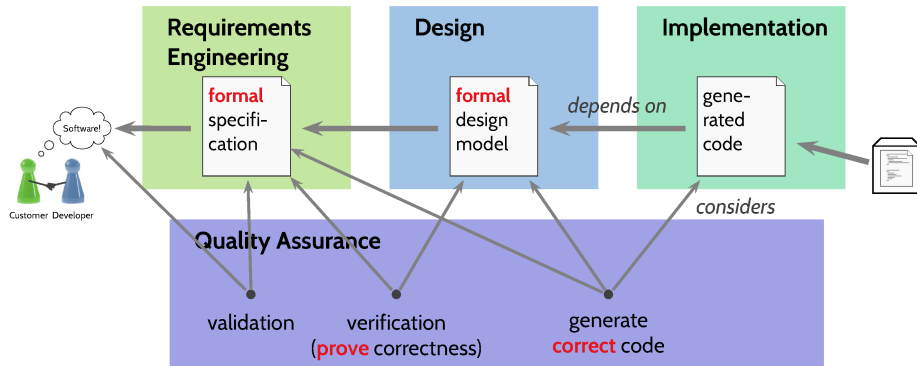 Requirements
Engineering
Design
Implementation
formal
specifi-
cation
formal
design
model
gene-
rated
code
depends on
Software!
Customer Developer
considers
Quality Assurance
validation
verification
(prove correctness)
generate
correct code